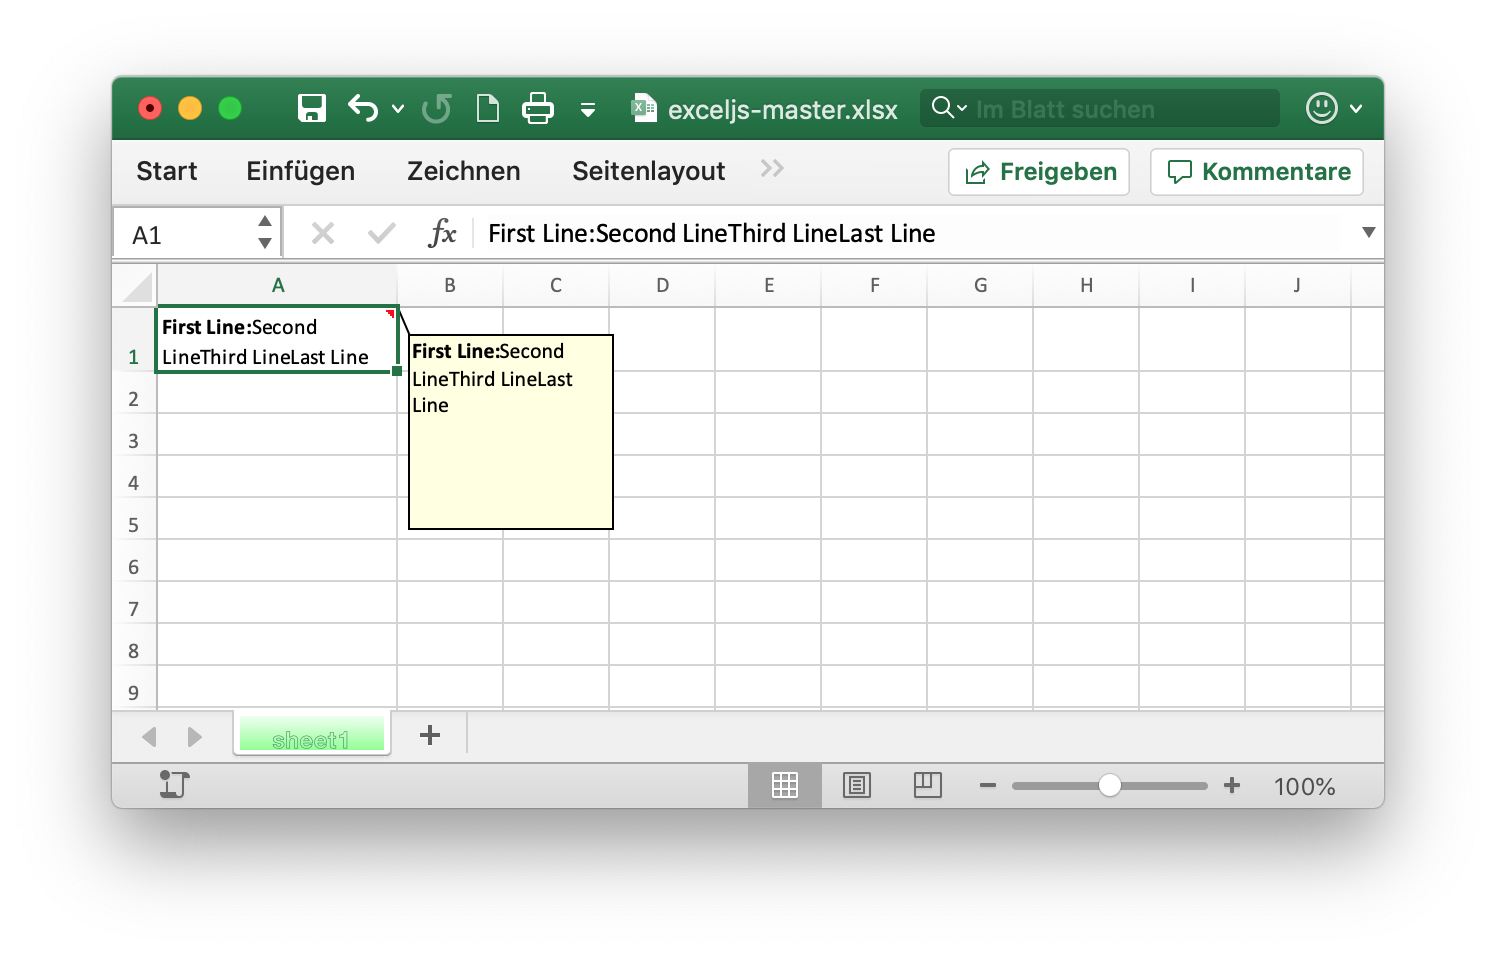 exceljs-master.xlsx
Im Blatt suchen
Start Einfügen Zeichnen Seitenlayout >> Freigeben Kommentare
A1 fx First Line:Second LineThird LineLast Line
A B C D E F G H I J
First Line:Second
1 LineThird LineLast Line
First Line:Second
LineThird LineLast
Line
2
3
4
5
6
7
8
9
sheet1 +
100%